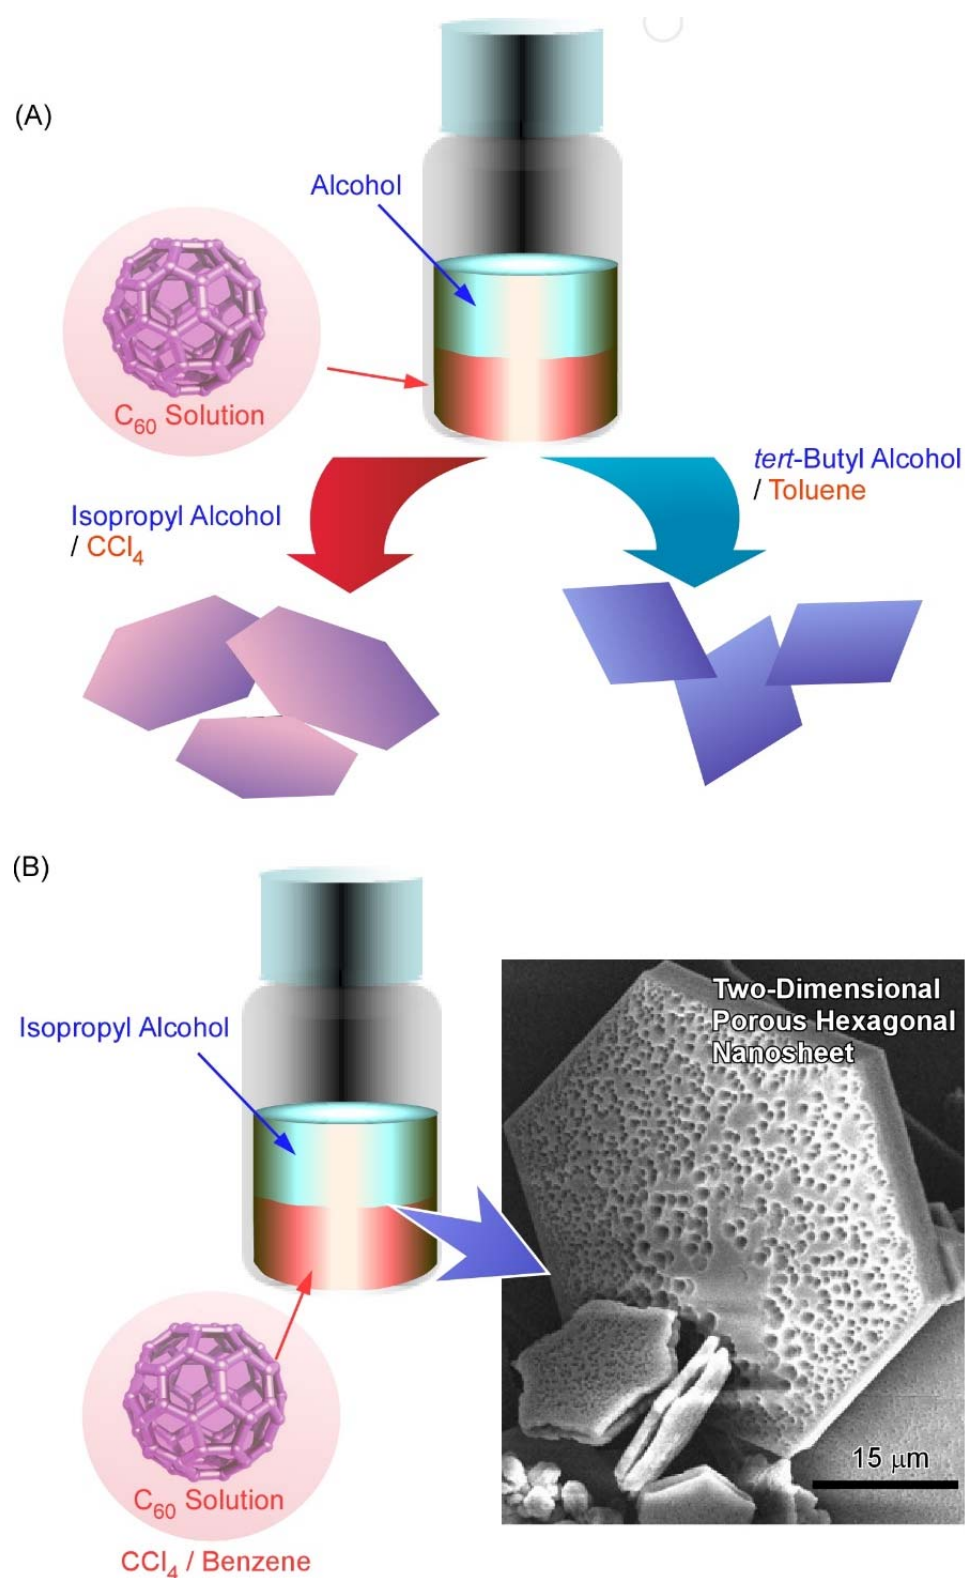 (A)
Alcohol
C₆₀ Solution
Isopropyl Alcohol
/ CCl₄
tert-Butyl Alcohol
/ Toluene
(B)
Isopropyl Alcohol
Two-Dimensional
Porous Hexagonal
Nanosheet
15 μm
C₆₀ Solution
CCl₄ / Benzene